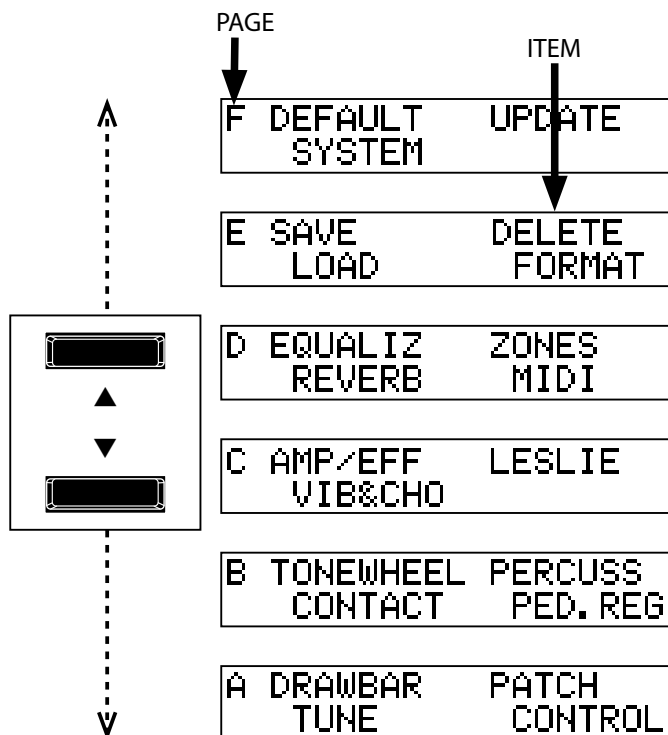 PAGE
ITEM
F DEFAULT UPDATE
SYSTEM
E SAVE DELETE
LOAD FORMAT
D EQUALIZ ZONES
REVERB MIDI
C AMP/EFF LESLIE
VIB&CHO
B TONEWHEEL PERCUSS
CONTACT PED.REG
A DRAWBAR PATCH
TUNE CONTROL